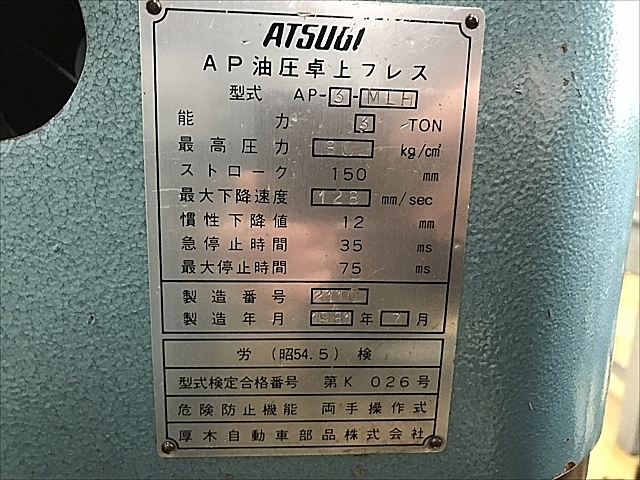 ATSUGI
AP油圧卓上プレス
型式 AP-3-MLH
能力 3 TON
最高圧力 kg/cm²
ストローク 150 mm
最大下降速度 128 mm/sec
慣性下降値 12 mm
急停止時間 35 ms
最大停止時間 75 ms
製造番号
製造年月 1981年 7月
労 (昭54.5) 検
型式検定合格番号 第K 026号
危険防止機能 両手操作式
厚木自動車部品株式会社